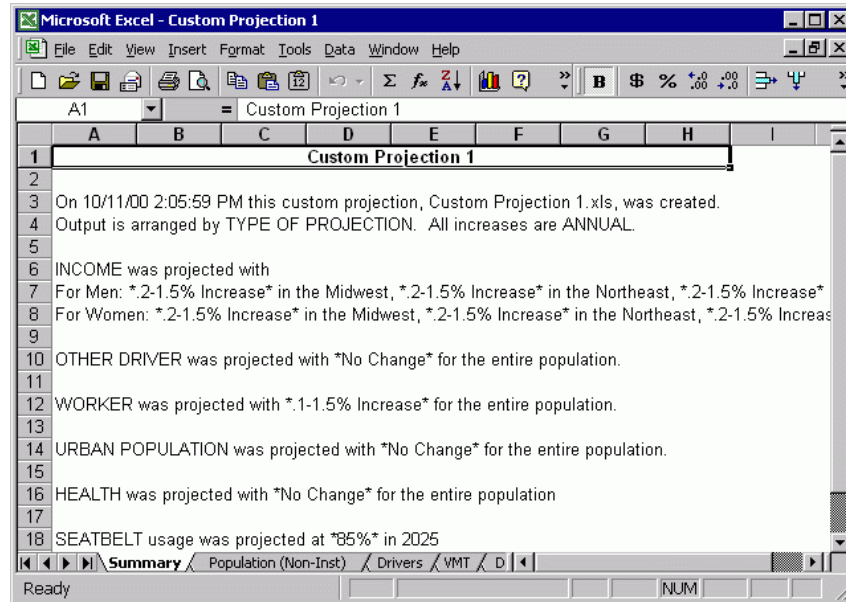 Microsoft Excel - Custom Projection 1
File Edit View Insert Format Tools Data Window Help
Σ fx B $ %
A1 = Custom Projection 1
A B C D E F G H I
1 Custom Projection 1
2
3 On 10/11/00 2:05:59 PM this custom projection, Custom Projection 1.xls, was created.
4 Output is arranged by TYPE OF PROJECTION. All increases are ANNUAL.
5
6 INCOME was projected with
7 For Men: *.2-1.5% Increase* in the Midwest, *.2-1.5% Increase* in the Northeast, *.2-1.5% Increase*
8 For Women: *.2-1.5% Increase* in the Midwest, *.2-1.5% Increase* in the Northeast, *.2-1.5% Increas
9
10 OTHER DRIVER was projected with *No Change* for the entire population.
11
12 WORKER was projected with *.1-1.5% Increase* for the entire population.
13
14 URBAN POPULATION was projected with *No Change* for the entire population.
15
16 HEALTH was projected with *No Change* for the entire population
17
18 SEATBELT usage was projected at *85%* in 2025
Summary Population (Non-Inst) Drivers VMT D
Ready NUM